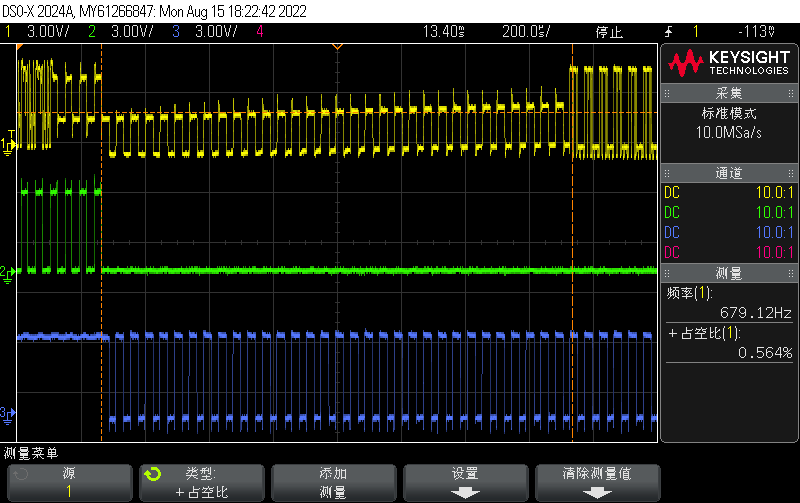 DSO-X 2024A, MY61266847: Mon Aug 15 18:22:42 2022
1 3.00V/ 2 3.00V/ 3 3.00V/ 4 13.40ms 200.0us/ 停止 1 -113mV
KEYSIGHT
TECHNOLOGIES
采集
标准模式
10.0MSa/s
通道
DC 10.0:1
DC 10.0:1
DC 10.0:1
DC 10.0:1
测量
频率(1):
679.12Hz
+占空比(1):
0.564%
T
1
2
3
测量菜单
源
1
类型:
+占空比
添加
测量
设置
清除测量值